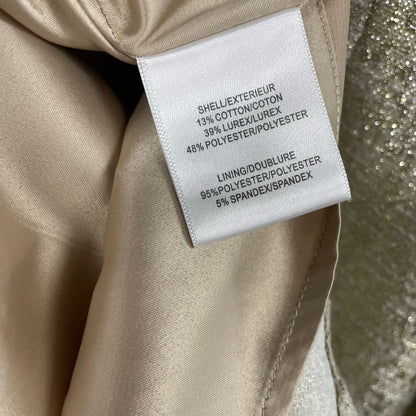 SHELL/EXTERIEUR
13% COTTON/COTON
39% LUREX/LUREX
48% POLYESTER/POLYESTER
LINING/DOUBLURE
95%POLYESTER/POLYESTER
5% SPANDEX/SPANDEX